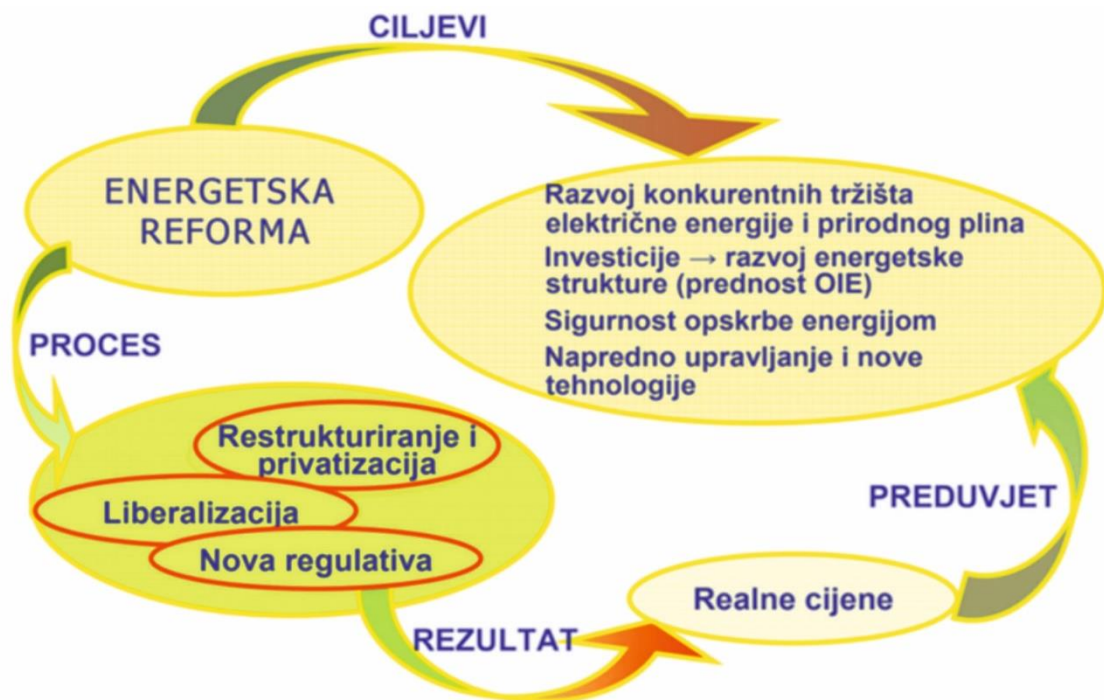 CILJEVI
ENERGETSKA
REFORMA
Razvoj konkurentnih tržišta
električne energije i prirodnog plina
Investicije → razvoj energetske
strukture (prednost OIE)
Sigurnost opskrbe energijom
Napredno upravljanje i nove
tehnologije
PROCES
Restrukturiranje i
privatizacija
Liberalizacija
Nova regulativa
PREDUVJET
Realne cijene
REZULTAT